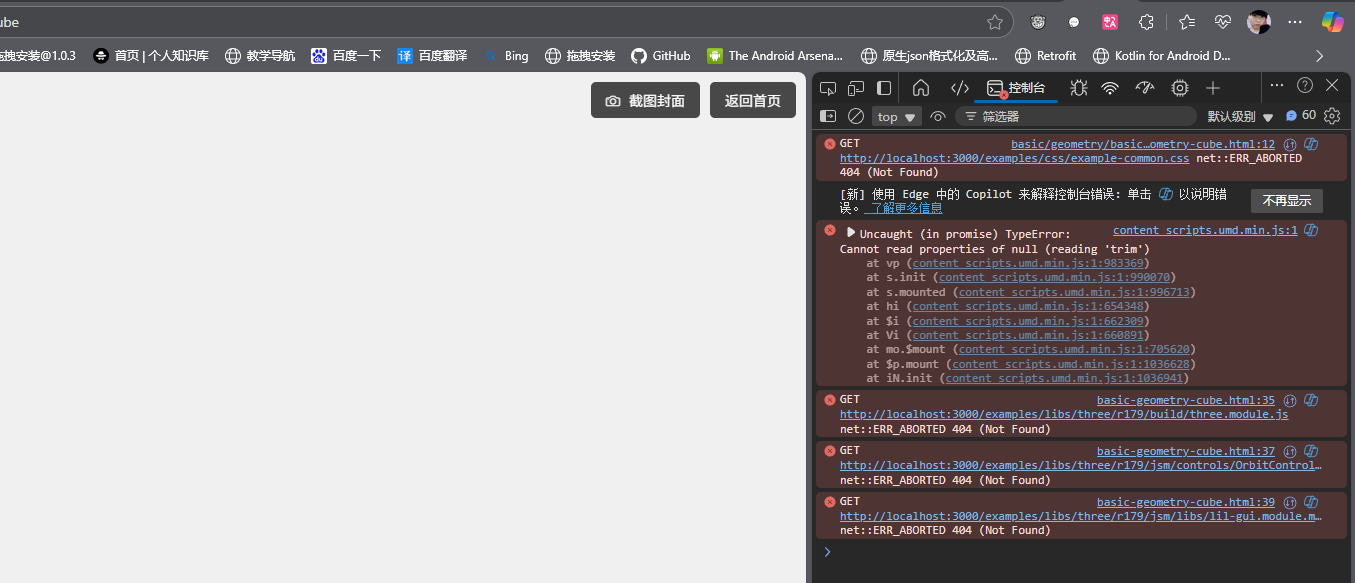 ube
拖拽安装@1.0.3 首页 | 个人知识库 教学导航 百度一下 译 百度翻译 Bing 拖拽安装 GitHub The Android Arsena... 原生json格式化及高... Retrofit Kotlin for Android D...
截图封面 返回首页
控制台
top 筛选器 默认级别 60
GET basic/geometry/basic…ometry-cube.html:12
http://localhost:3000/examples/css/example-common.css net::ERR_ABORTED
404 (Not Found)
[新] 使用 Edge 中的 Copilot 来解释控制台错误: 单击 以说明错
误。 了解更多信息 不再显示
Uncaught (in promise) TypeError: content_scripts.umd.min.js:1
Cannot read properties of null (reading 'trim')
at vp (content_scripts.umd.min.js:1:983369)
at s.init (content_scripts.umd.min.js:1:990070)
at s.mounted (content_scripts.umd.min.js:1:996713)
at hi (content_scripts.umd.min.js:1:654348)
at $i (content_scripts.umd.min.js:1:662309)
at Vi (content_scripts.umd.min.js:1:660891)
at mo.$mount (content_scripts.umd.min.js:1:705620)
at $p.mount (content_scripts.umd.min.js:1:1036628)
at iN.init (content_scripts.umd.min.js:1:1036941)
GET basic-geometry-cube.html:35
http://localhost:3000/examples/libs/three/r179/build/three.module.js
net::ERR_ABORTED 404 (Not Found)
GET basic-geometry-cube.html:37
http://localhost:3000/examples/libs/three/r179/jsm/controls/OrbitControl…
net::ERR_ABORTED 404 (Not Found)
GET basic-geometry-cube.html:39
http://localhost:3000/examples/libs/three/r179/jsm/libs/lil-gui.module.m…
net::ERR_ABORTED 404 (Not Found)